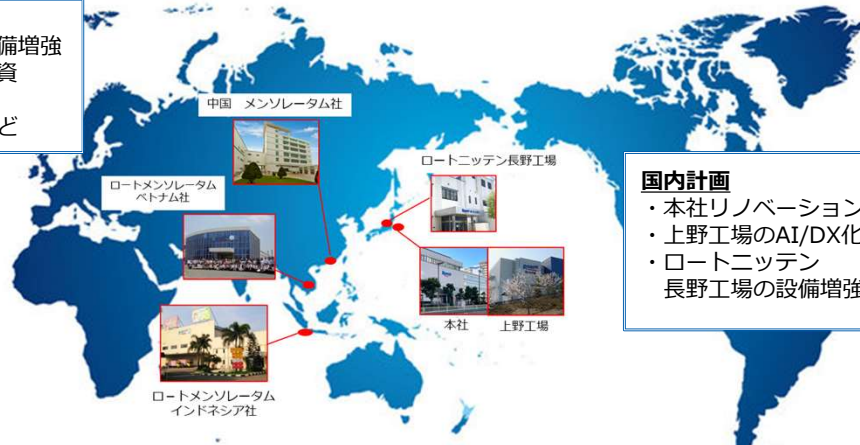 備増強
資
ど
中国 メンソレータム社
ロートニッテン長野工場
ロートメンソレータム
ベトナム社
国内計画
・本社リノベーション
・上野工場のAI/DX化
・ロートニッテン
長野工場の設備増強
本社 上野工場
ロートメンソレータム
インドネシア社